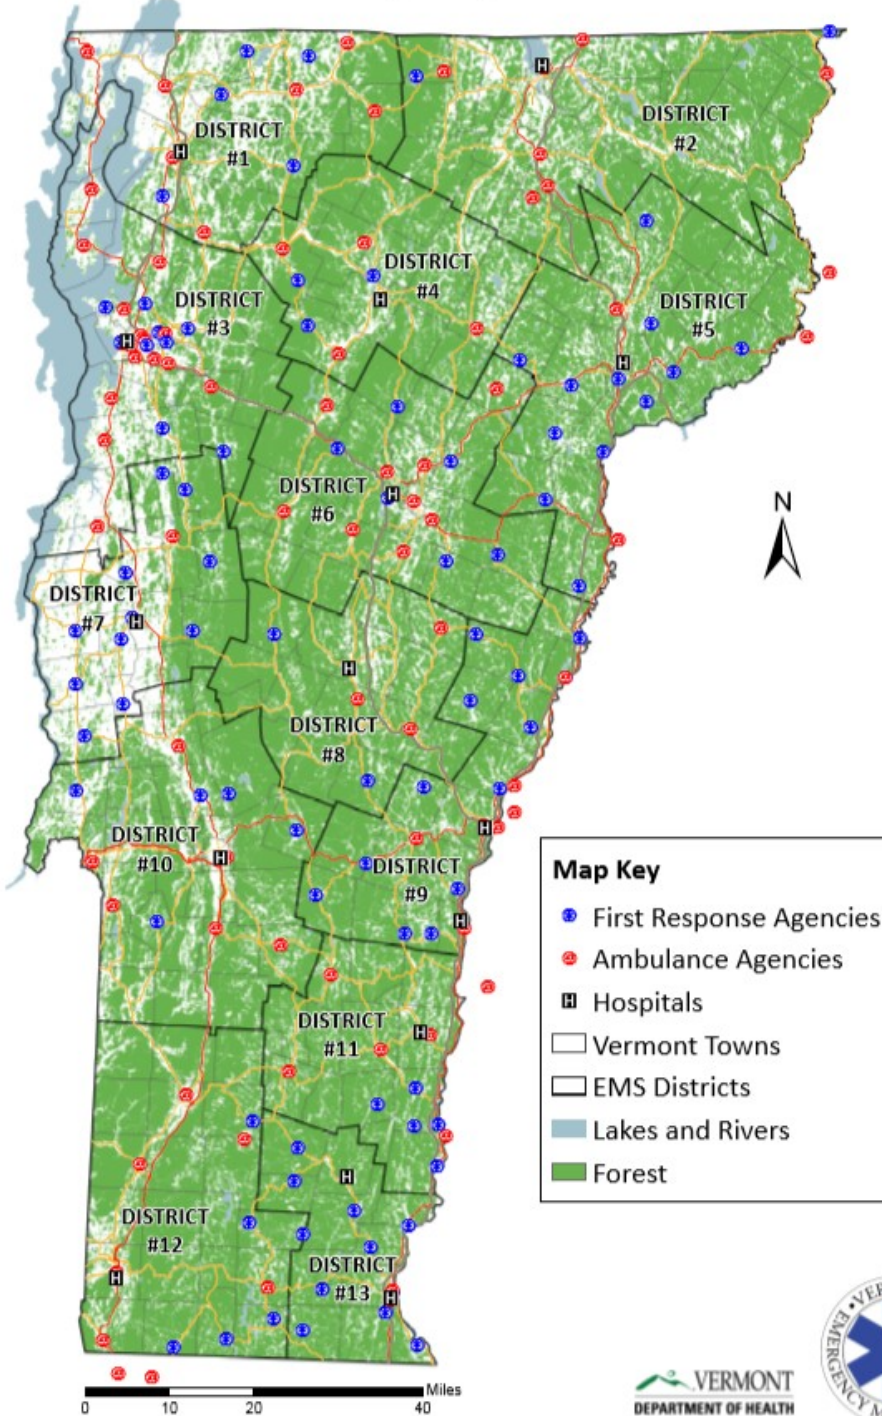 DISTRICT
#1
DISTRICT
#2
DISTRICT
#3
DISTRICT
#4
DISTRICT
#5
DISTRICT
#6
DISTRICT
#7
DISTRICT
#8
DISTRICT
#9
DISTRICT
#10
DISTRICT
#11
DISTRICT
#12
DISTRICT
#13
N
Map Key
First Response Agencies
Ambulance Agencies
H Hospitals
Vermont Towns
EMS Districts
Lakes and Rivers
Forest
Miles
0 10 20 40
VERMONT
DEPARTMENT OF HEALTH